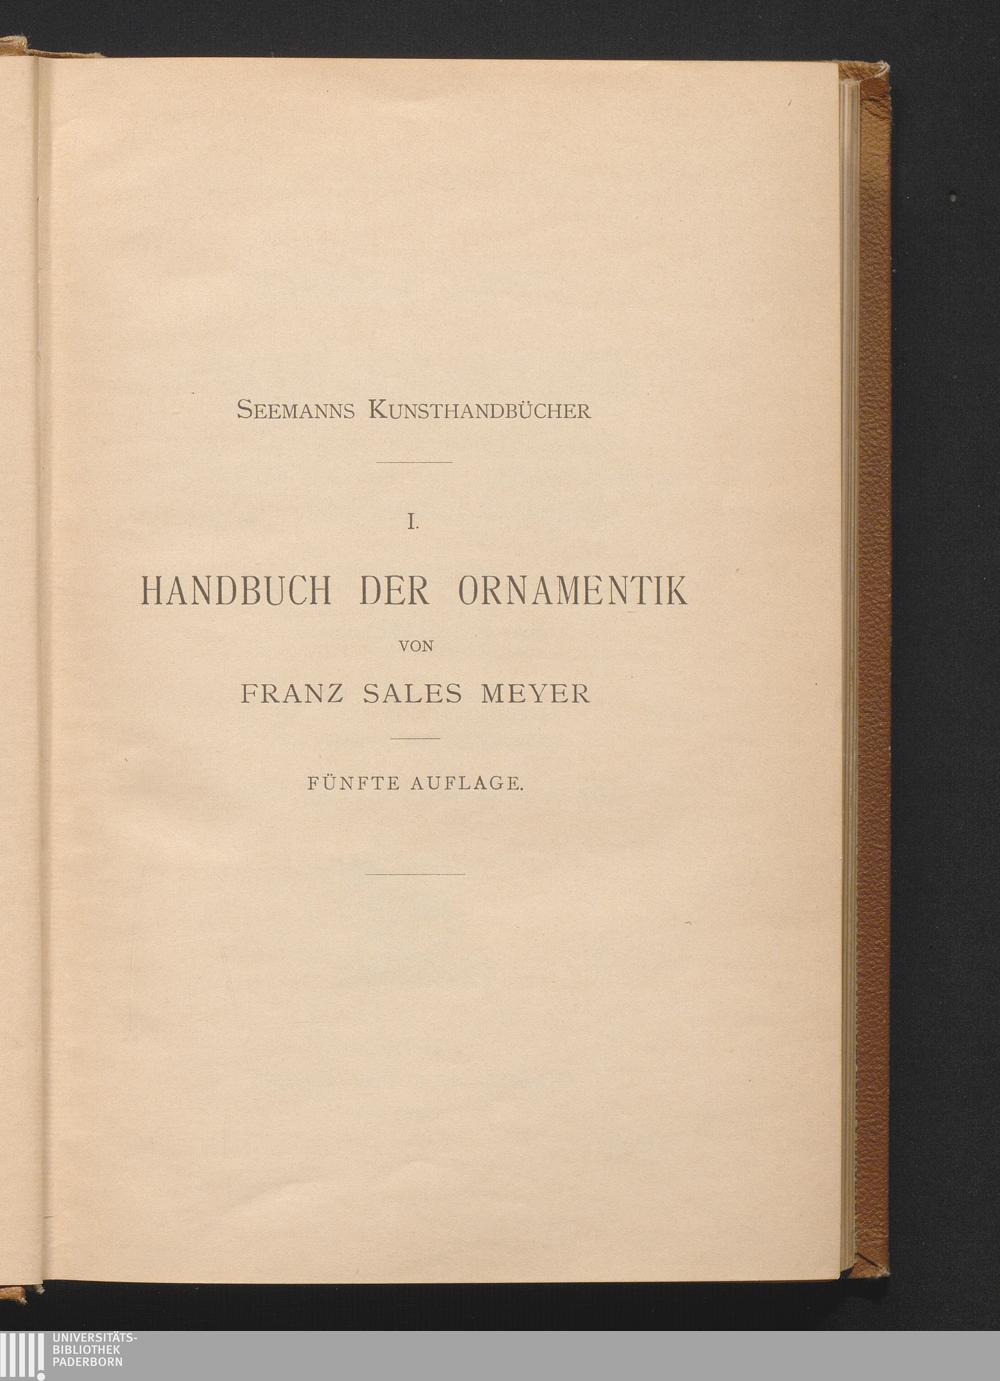 SEEMANNS KUNSTHANDBÜCHER
I.
HANDBUCH DER ORNAMENTIK
VON
FRANZ SALES MEYER
FÜNFTE AUFLAGE.
UNIVERSITÄTS-
BIBLIOTHEK
PADERBORN